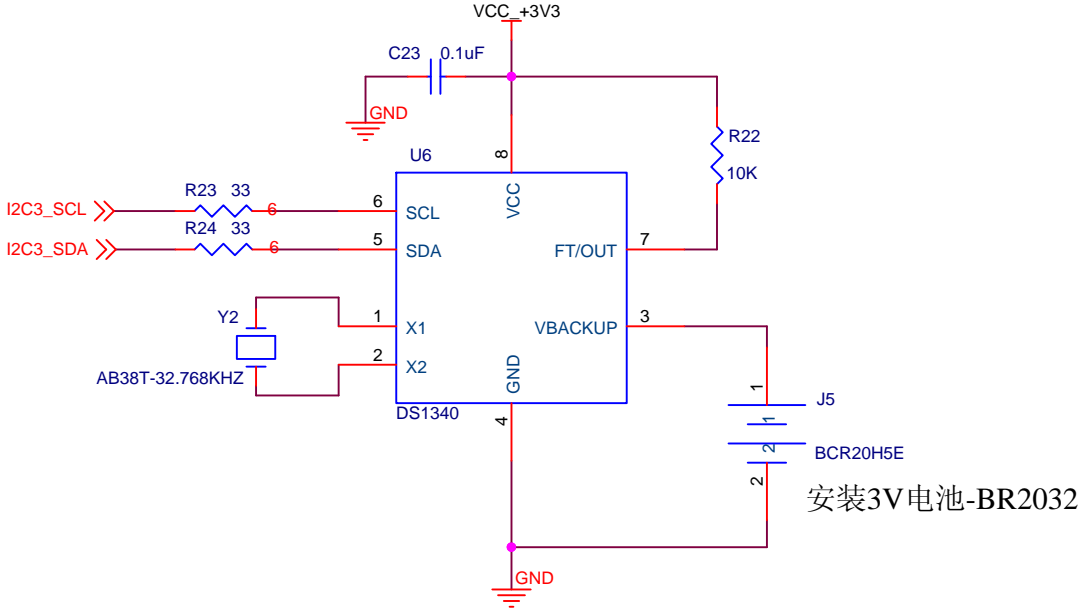 VCC_+3V3
C23 0.1uF
GND
R22
10K
U6
8
VCC
I2C3_SCL
R23 33
6
6
SCL
I2C3_SDA
R24 33
6
5
SDA
FT/OUT
7
Y2
AB38T-32.768KHZ
1
X1
2
X2
VBACKUP
3
GND
DS1340
4
1
1
2
2
J5
BCR20H5E
安装3V电池-BR2032
GND